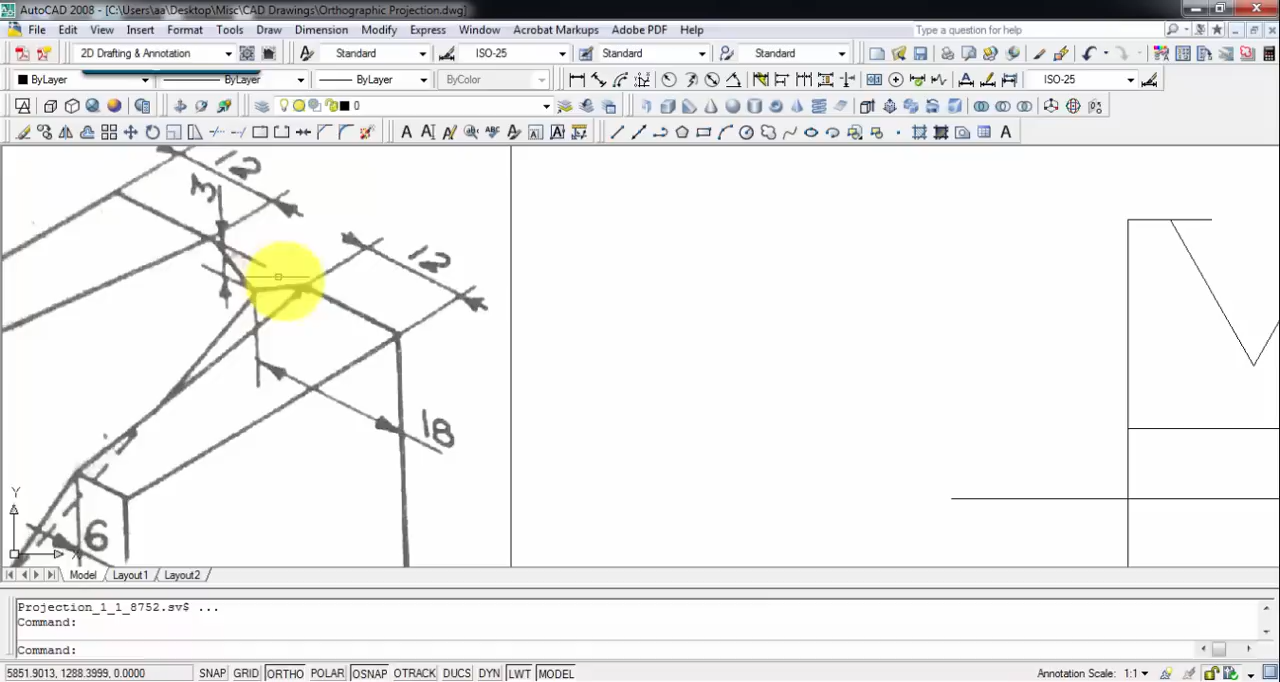 AutoCAD 2008 - [C:\Users\aa\Desktop\Misc\CAD Drawings\Orthographic Projection.dwg]
File Edit View Insert Format Tools Draw Dimension Modify Express Window Acrobat Markups Adobe PDF Help Type a question for help
2D Drafting & Annotation Standard ISO-25 Standard Standard
ByLayer ByLayer ByLayer ByColor ISO-25
0
12
3
12
18
6
Y
X
Model Layout1 Layout2
Projection_1_1_8752.sv$ ...
Command:
Command:
5851.9013, 1288.3999, 0.0000 SNAP GRID ORTHO POLAR OSNAP OTRACK DUCS DYN LWT MODEL Annotation Scale: 1:1